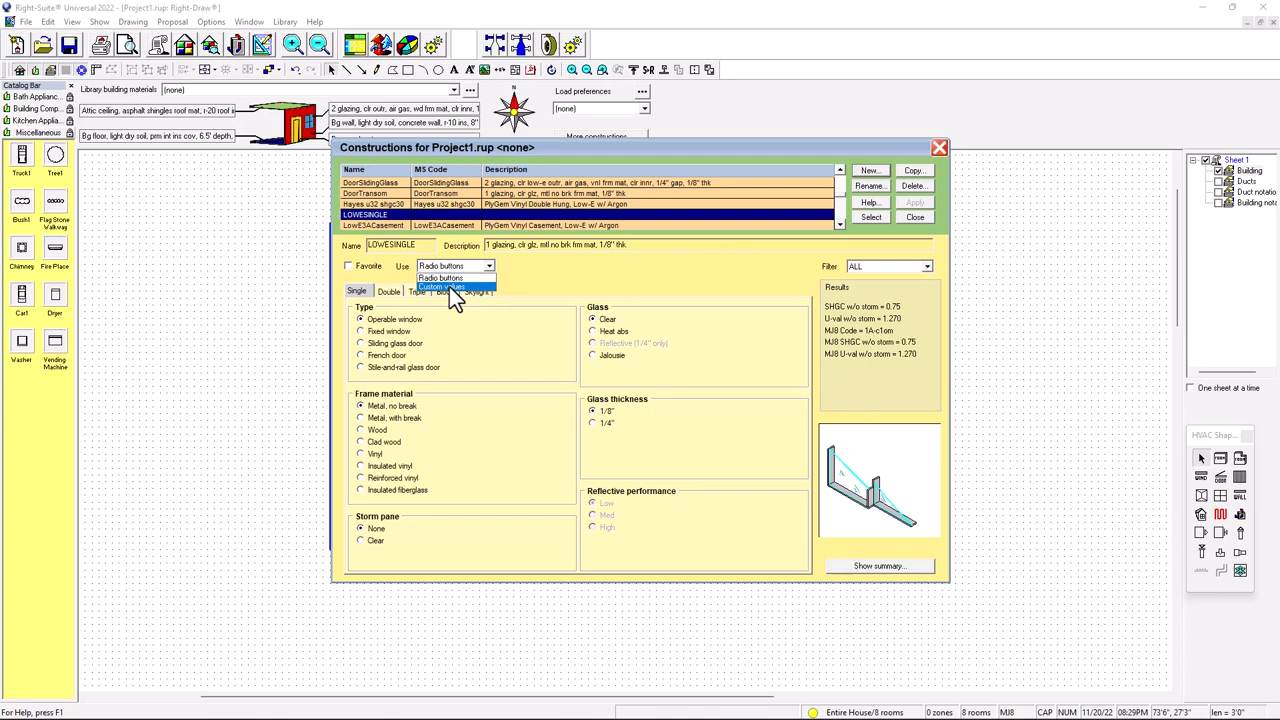 Right-Suite® Universal 2022 - [Project1.rup: Right-Draw®]
File Edit View Show Drawing Proposal Options Window Library Help
Catalog Bar
Bath Applianc..
Building Comp..
Kitchen Applia..
Miscellaneous
Truck1 Tree1
Bush1 Flag Stone Walkway
Chimney Fire Place
Car1 Dryer
Washer Vending Machine
Library building materials (none)
Attic ceiling, asphalt shingles roof mat, r-20 roof i
2 glazing, clr outr, air gas, wd frm mat, clr innr, 1
Bg wall, light dry soil, concrete wall, r-10 ins, 8"
Bg floor, light dry soil, prm int ins cov, 6.5' depth,
N
Load preferences
(none)
More constructions
Constructions for Project1.rup <none>
Name MS Code Description
DoorSlidingGlass DoorSlidingGlass 2 glazing, clr low-e outr, air gas, vnl frm mat, clr innr, 1/4" gap, 1/8" thk
DoorTransom DoorTransom 1 glazing, clr glz, mtl no brk frm mat, 1/8" thk
Hayes u32 shgc30 Hayes u32 shgc30 PlyGem Vinyl Double Hung, Low-E w/ Argon
LOWESINGLE
LowE3ACasement LowE3ACasement PlyGem Vinyl Casement, Low-E w/ Argon
New... Copy...
Rename... Delete...
Help... Apply
Select Close
Name LOWESINGLE Description 1 glazing, clr glz, mtl no brk frm mat, 1/8" thk
Favorite Use Radio buttons Filter ALL
Radio buttons
Custom values
Single Double Skylight
Type
Operable window
Fixed window
Sliding glass door
French door
Stile-and-rail glass door
Glass
Clear
Heat abs
Reflective (1/4" only)
Jalousie
Frame material
Metal, no break
Metal, with break
Wood
Clad wood
Vinyl
Insulated vinyl
Reinforced vinyl
Insulated fiberglass
Glass thickness
1/8"
1/4"
Storm pane
None
Clear
Reflective performance
Low
Med
High
Results
SHGC w/o storm = 0.75
U-val w/o storm = 1.270
MJ8 Code = 1A-c1om
MJ8 SHGC w/o storm = 0.75
MJ8 U-val w/o storm = 1.270
Show summary...
Sheet 1
Building
Ducts
Duct notatio
Building nota
One sheet at a time
HVAC Shap...
For Help, press F1
Entire House/8 rooms 0 zones 8 rooms MJ8 CAP NUM 11/20/22 08:29PM 73'6", 27'3" len = 3'0"